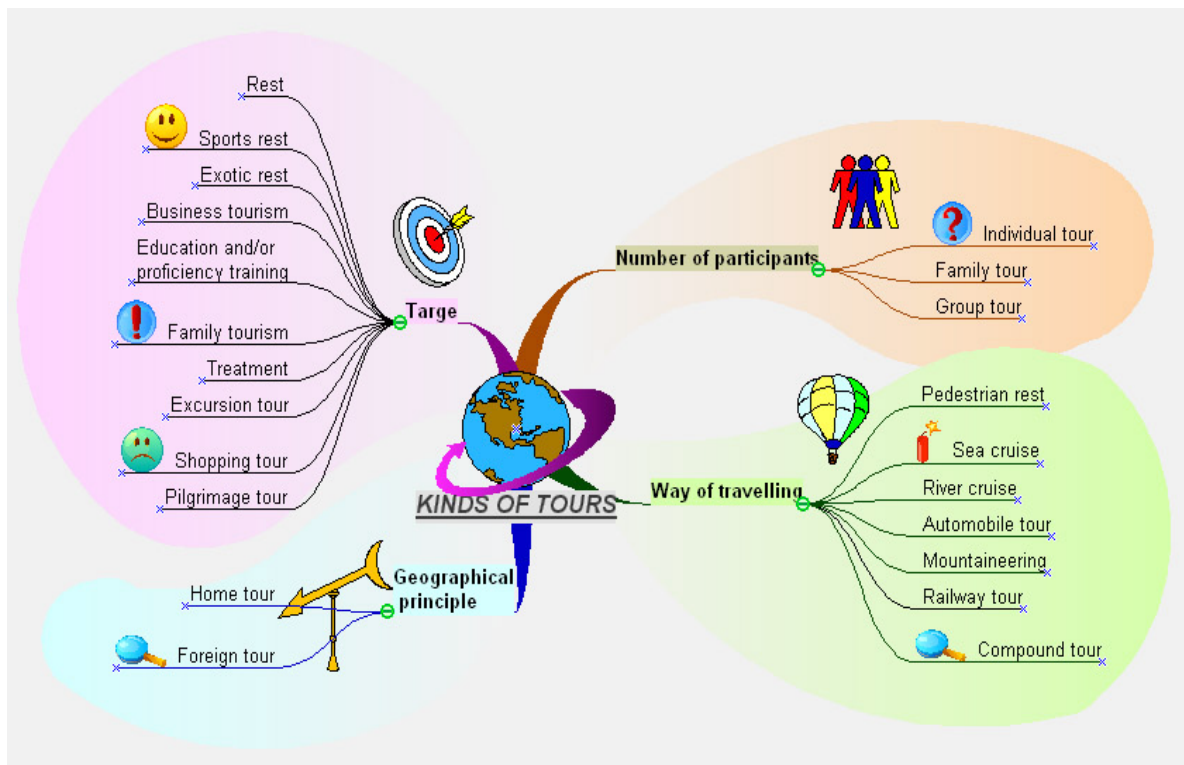 KINDS OF TOURS
Targe
Rest
Sports rest
Exotic rest
Business tourism
Education and/or
proficiency training
Family tourism
Treatment
Excursion tour
Shopping tour
Pilgrimage tour
Number of participants
Individual tour
Family tour
Group tour
Way of travelling
Pedestrian rest
Sea cruise
River cruise
Automobile tour
Mountaineering
Railway tour
Compound tour
Geographical
principle
Home tour
Foreign tour